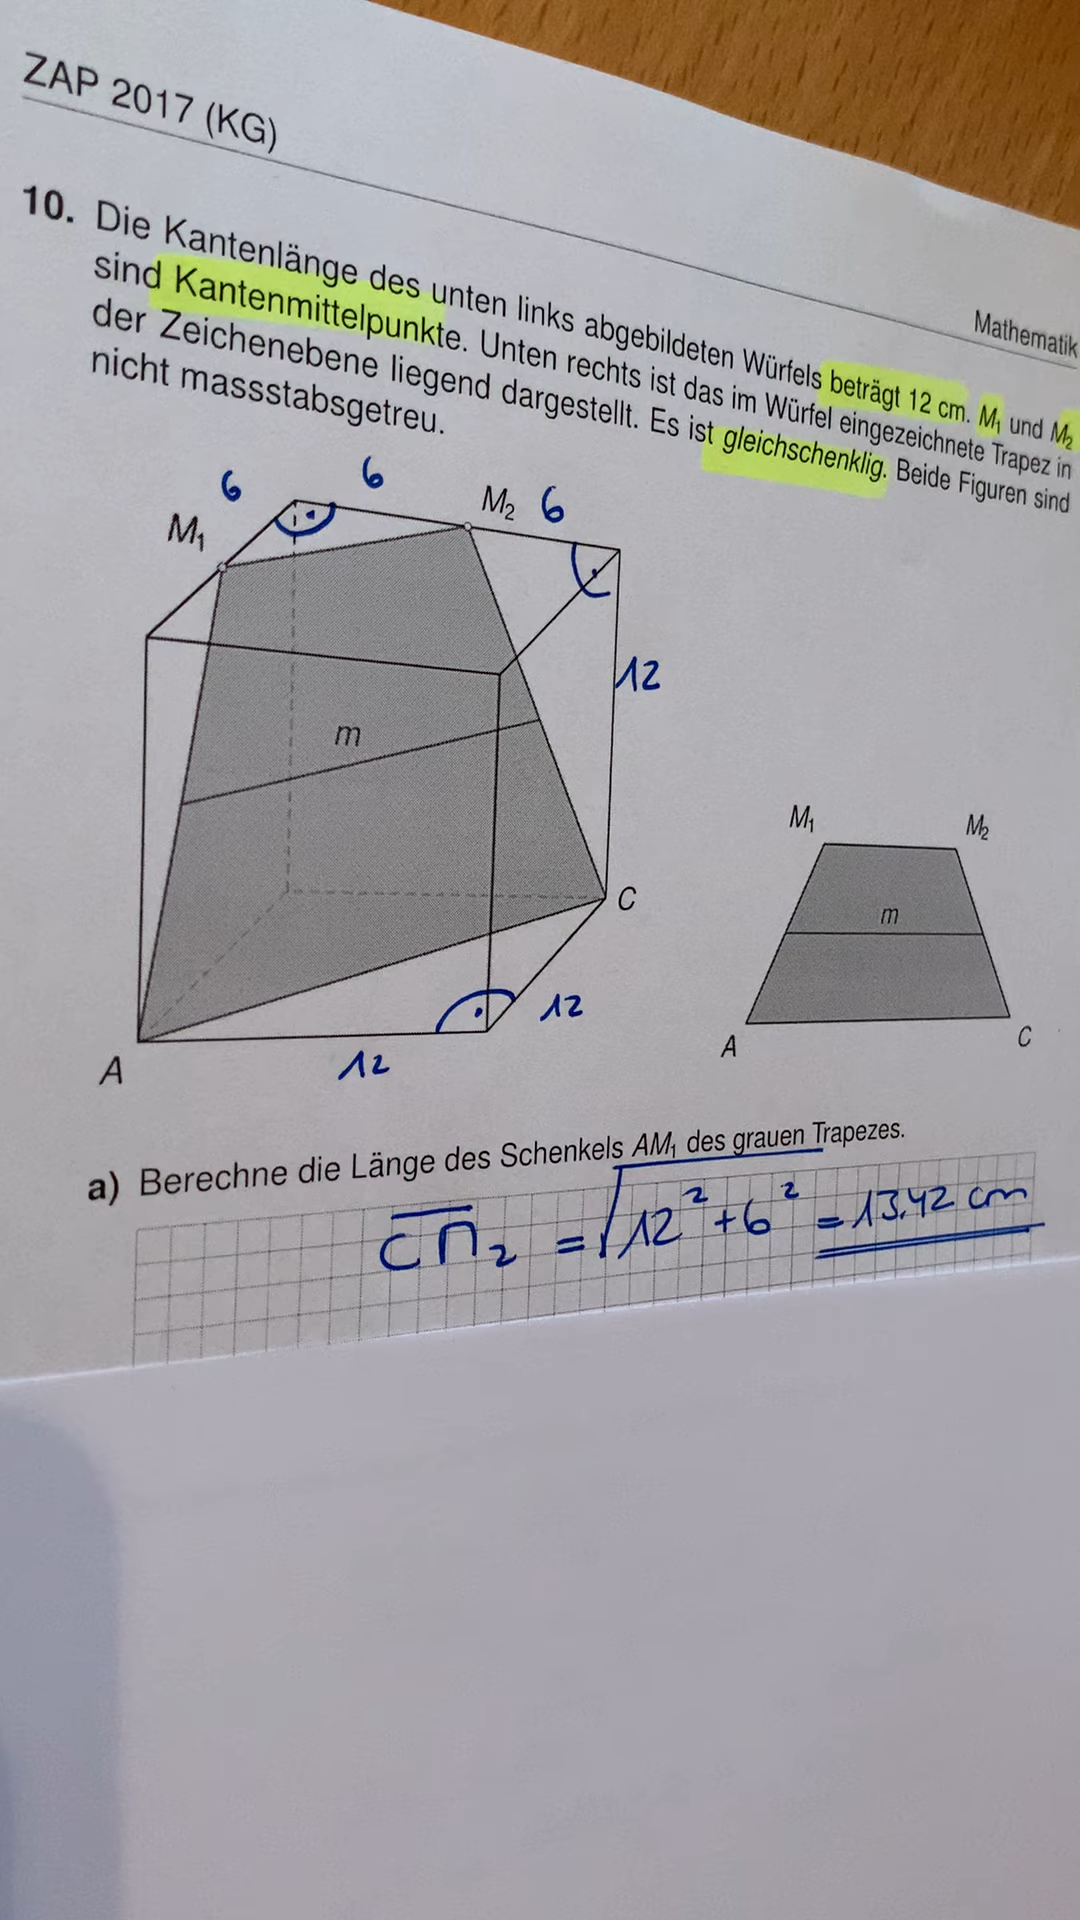 ZAP 2017 (KG)
Mathematik
10. Die Kantenlänge des unten links abgebildeten Würfels beträgt 12 cm. M₁ und M₂
sind Kantenmittelpunkte. Unten rechts ist das im Würfel eingezeichnete Trapez in
der Zeichenebene liegend dargestellt. Es ist gleichschenklig. Beide Figuren sind
nicht massstabsgetreu.
6
6
M₂ 6
M₁
12
m
C
12
12
A
M₁
M₂
m
A
C
a) Berechne die Länge des Schenkels AM₁ des grauen Trapezes.
CM₂ = √12² + 6² = 13.42 cm